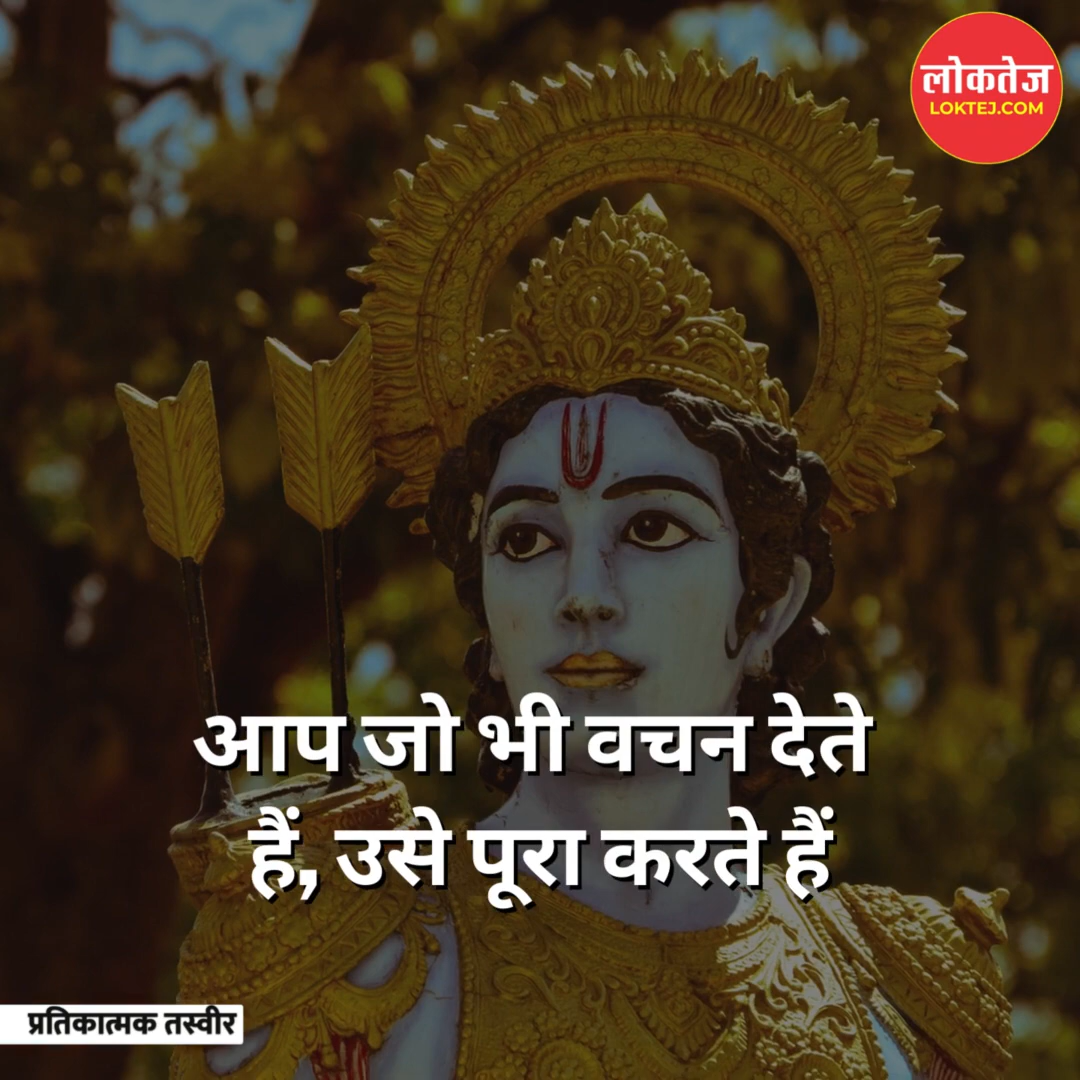 लोकतेज
LOKTEJ.COM
आप जो भी वचन देते
हैं, उसे पूरा करते हैं
प्रतिकात्मक तस्वीर